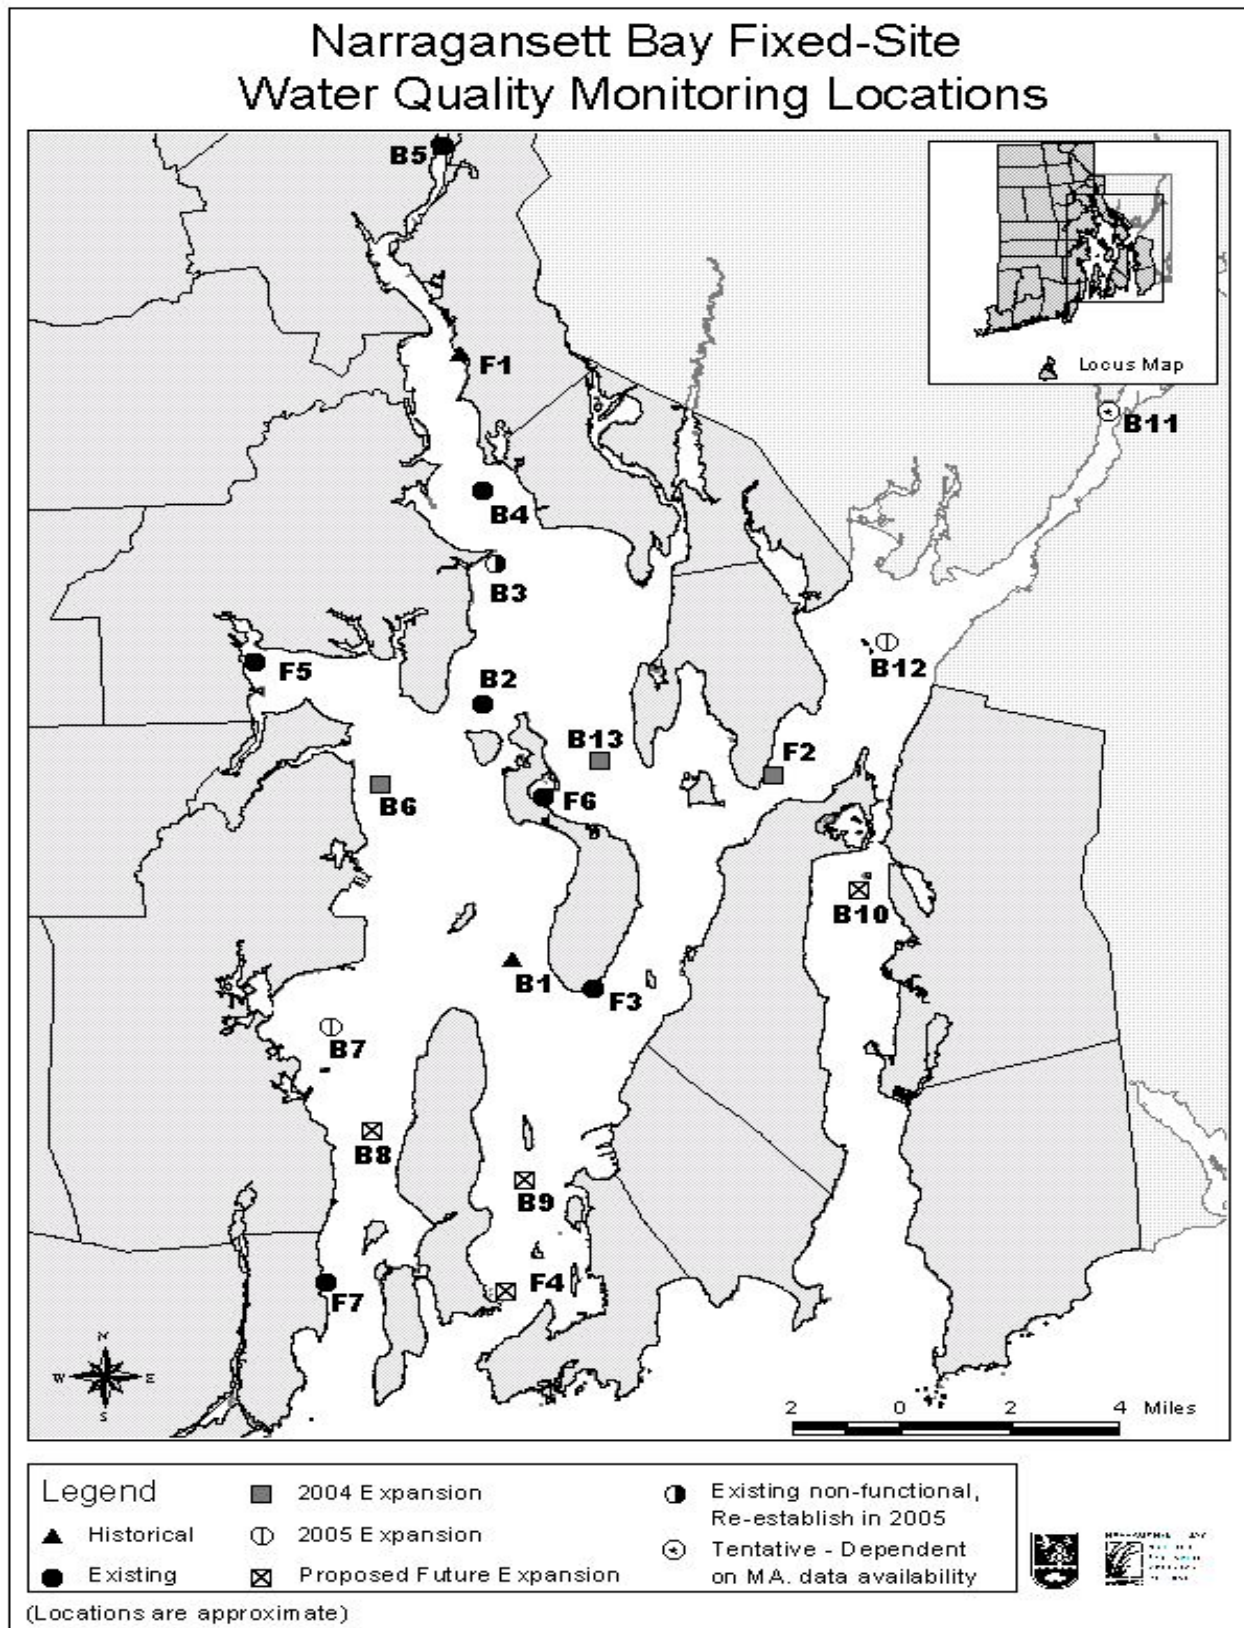 Narragansett Bay Fixed-Site
Water Quality Monitoring Locations
B5
Locus Map
F1
B11
B4
B3
F5
B2
B12
B13
F2
B6
F6
B10
B1
F3
B7
B8
B9
F4
F7
N
W E
S
2 0 2 4 Miles
Legend
Historical
Existing
2004 Expansion
2005 Expansion
Proposed Future Expansion
Existing non-functional,
Re-establish in 2005
Tentative - Dependent
on MA. data availability
(Locations are approximate)